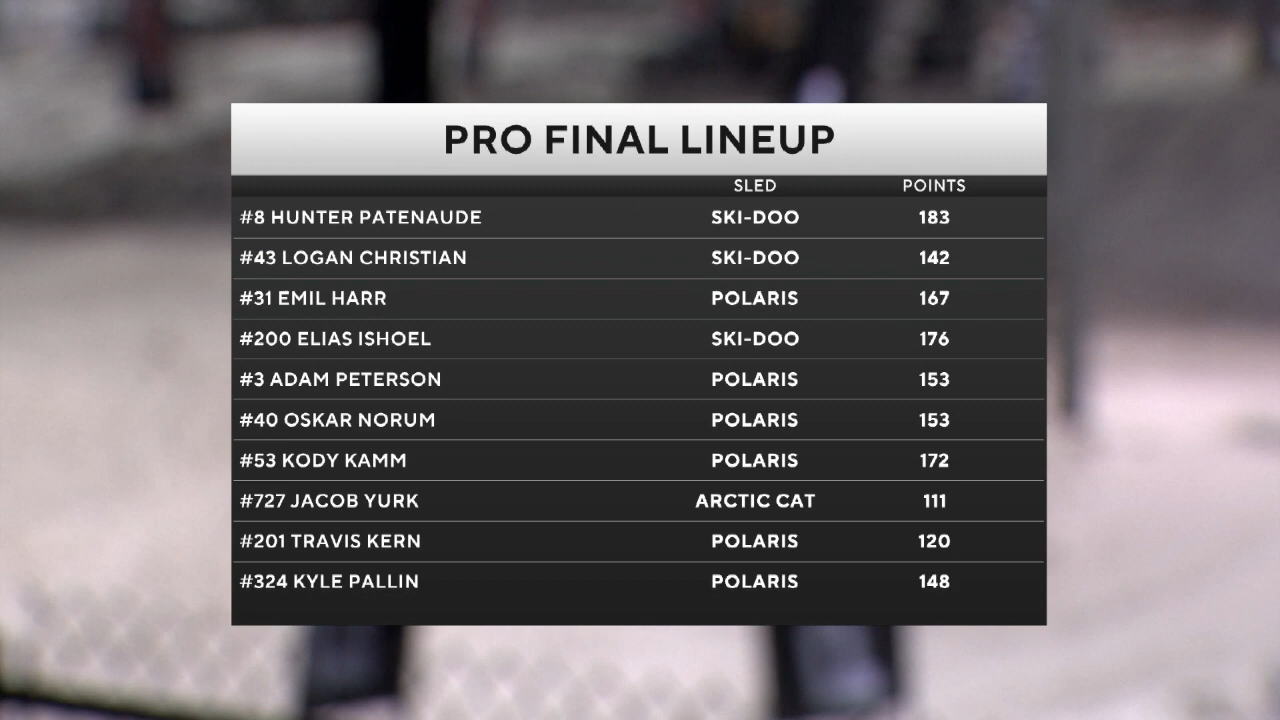 PRO FINAL LINEUP
SLED POINTS
#8 HUNTER PATENAUDE SKI-DOO 183
#43 LOGAN CHRISTIAN SKI-DOO 142
#31 EMIL HARR POLARIS 167
#200 ELIAS ISHOEL SKI-DOO 176
#3 ADAM PETERSON POLARIS 153
#40 OSKAR NORUM POLARIS 153
#53 KODY KAMM POLARIS 172
#727 JACOB YURK ARCTIC CAT 111
#201 TRAVIS KERN POLARIS 120
#324 KYLE PALLIN POLARIS 148